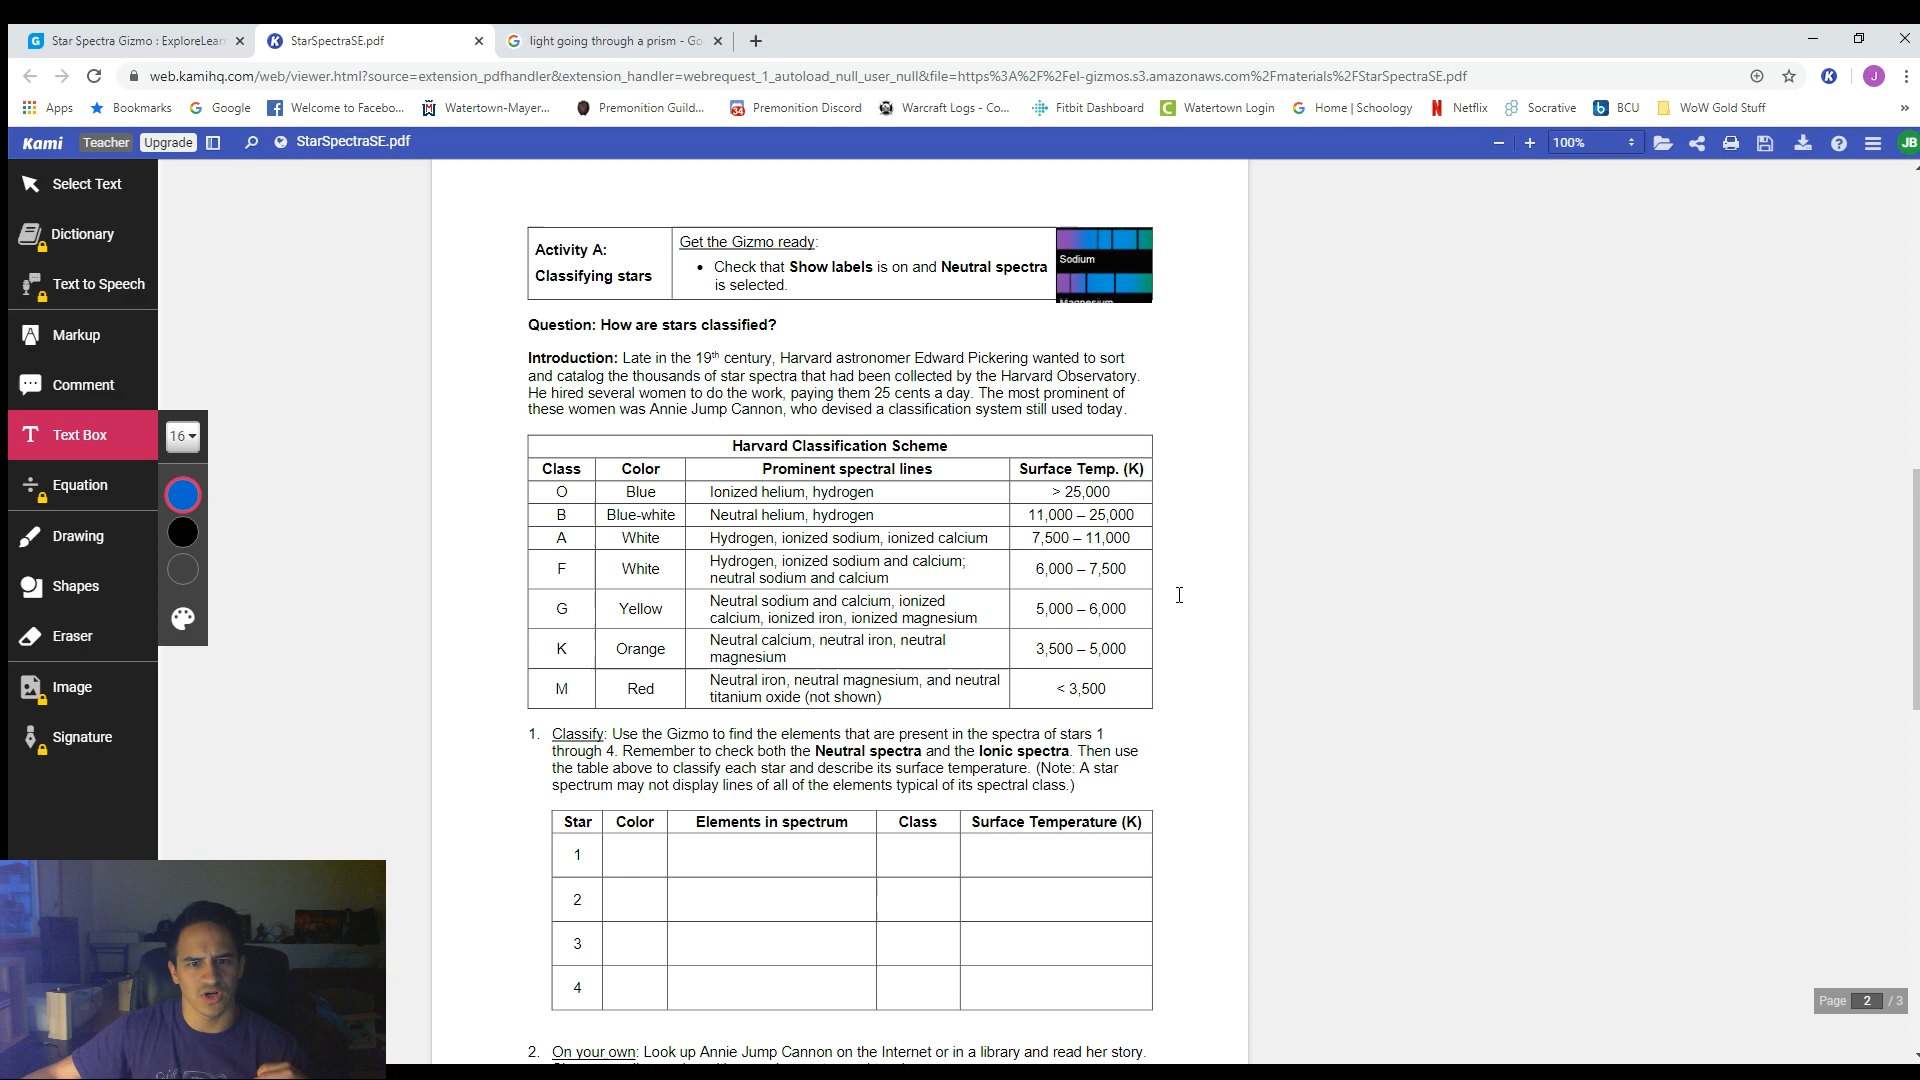 Star Spectra Gizmo : ExploreLear
StarSpectraSE.pdf
light going through a prism - Go
web.kamihq.com/web/viewer.html?source=extension_pdfhandler&extension_handler=webrequest_1_autoload_null_user_null&file=https%3A%2F%2Fel-gizmos.s3.amazonaws.com%2Fmaterials%2FStarSpectraSE.pdf
J
Apps Bookmarks Google Welcome to Facebo... Watertown-Mayer... Premonition Guild... Premonition Discord Warcraft Logs - Co... Fitbit Dashboard Watertown Login Home | Schoology Netflix Socrative BCU WoW Gold Stuff »
Kami Teacher Upgrade StarSpectraSE.pdf 100% JB
Select Text
Dictionary
Text to Speech
Markup
Comment
Text Box
16
Equation
Drawing
Shapes
Eraser
Image
Signature
Activity A:
Classifying stars
Get the Gizmo ready:
• Check that Show labels is on and Neutral spectra
is selected.
Sodium
Magnesium
Question: How are stars classified?
Introduction: Late in the 19th century, Harvard astronomer Edward Pickering wanted to sort
and catalog the thousands of star spectra that had been collected by the Harvard Observatory.
He hired several women to do the work, paying them 25 cents a day. The most prominent of
these women was Annie Jump Cannon, who devised a classification system still used today.
Harvard Classification Scheme
Class Color Prominent spectral lines Surface Temp. (K)
O Blue Ionized helium, hydrogen > 25,000
B Blue-white Neutral helium, hydrogen 11,000 – 25,000
A White Hydrogen, ionized sodium, ionized calcium 7,500 – 11,000
F White Hydrogen, ionized sodium and calcium; 6,000 – 7,500
neutral sodium and calcium
G Yellow Neutral sodium and calcium, ionized 5,000 – 6,000
calcium, ionized iron, ionized magnesium
K Orange Neutral calcium, neutral iron, neutral 3,500 – 5,000
magnesium
M Red Neutral iron, neutral magnesium, and neutral < 3,500
titanium oxide (not shown)
1. Classify: Use the Gizmo to find the elements that are present in the spectra of stars 1
through 4. Remember to check both the Neutral spectra and the Ionic spectra. Then use
the table above to classify each star and describe its surface temperature. (Note: A star
spectrum may not display lines of all of the elements typical of its spectral class.)
Star Color Elements in spectrum Class Surface Temperature (K)
1
2
3
4
Page 2 / 3
2. On your own: Look up Annie Jump Cannon on the Internet or in a library and read her story.